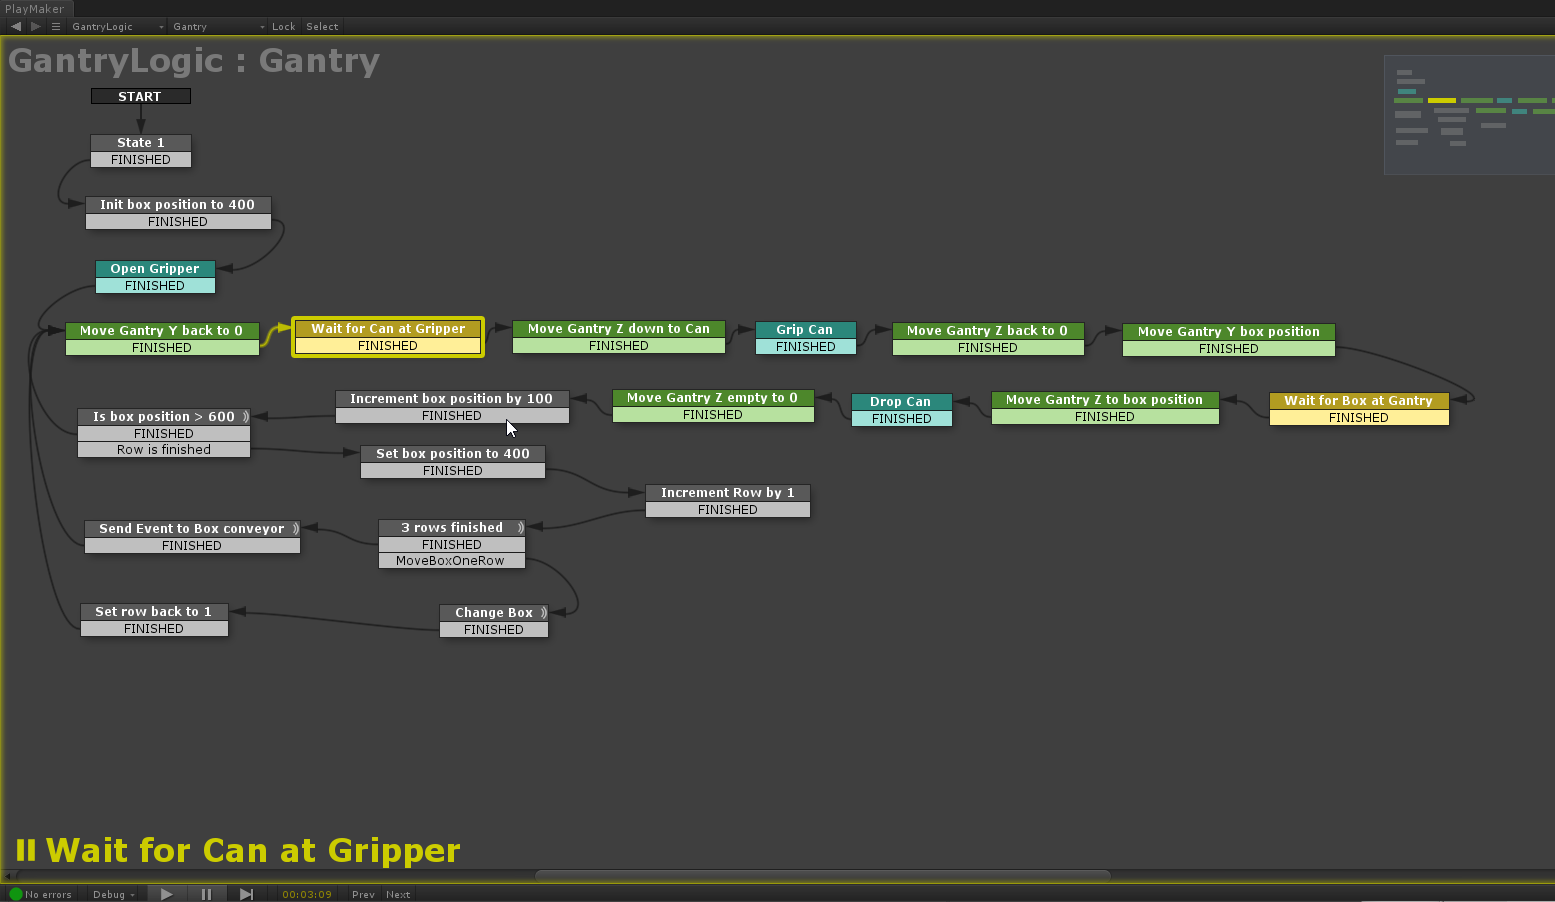 PlayMaker
GantryLogic Gantry Lock Select
GantryLogic : Gantry
START
State 1
FINISHED
Init box position to 400
FINISHED
Open Gripper
FINISHED
Move Gantry Y back to 0
FINISHED
Wait for Can at Gripper
FINISHED
Move Gantry Z down to Can
FINISHED
Grip Can
FINISHED
Move Gantry Z back to 0
FINISHED
Move Gantry Y box position
FINISHED
Wait for Box at Gantry
FINISHED
Move Gantry Z to box position
FINISHED
Drop Can
FINISHED
Move Gantry Z empty to 0
FINISHED
Increment box position by 100
FINISHED
Is box position > 600
FINISHED
Row is finished
Set box position to 400
FINISHED
Increment Row by 1
FINISHED
3 rows finished
FINISHED
MoveBoxOneRow
Send Event to Box conveyor
FINISHED
Change Box
FINISHED
Set row back to 1
FINISHED
Wait for Can at Gripper
No errors Debug 00:03:09 Prev Next